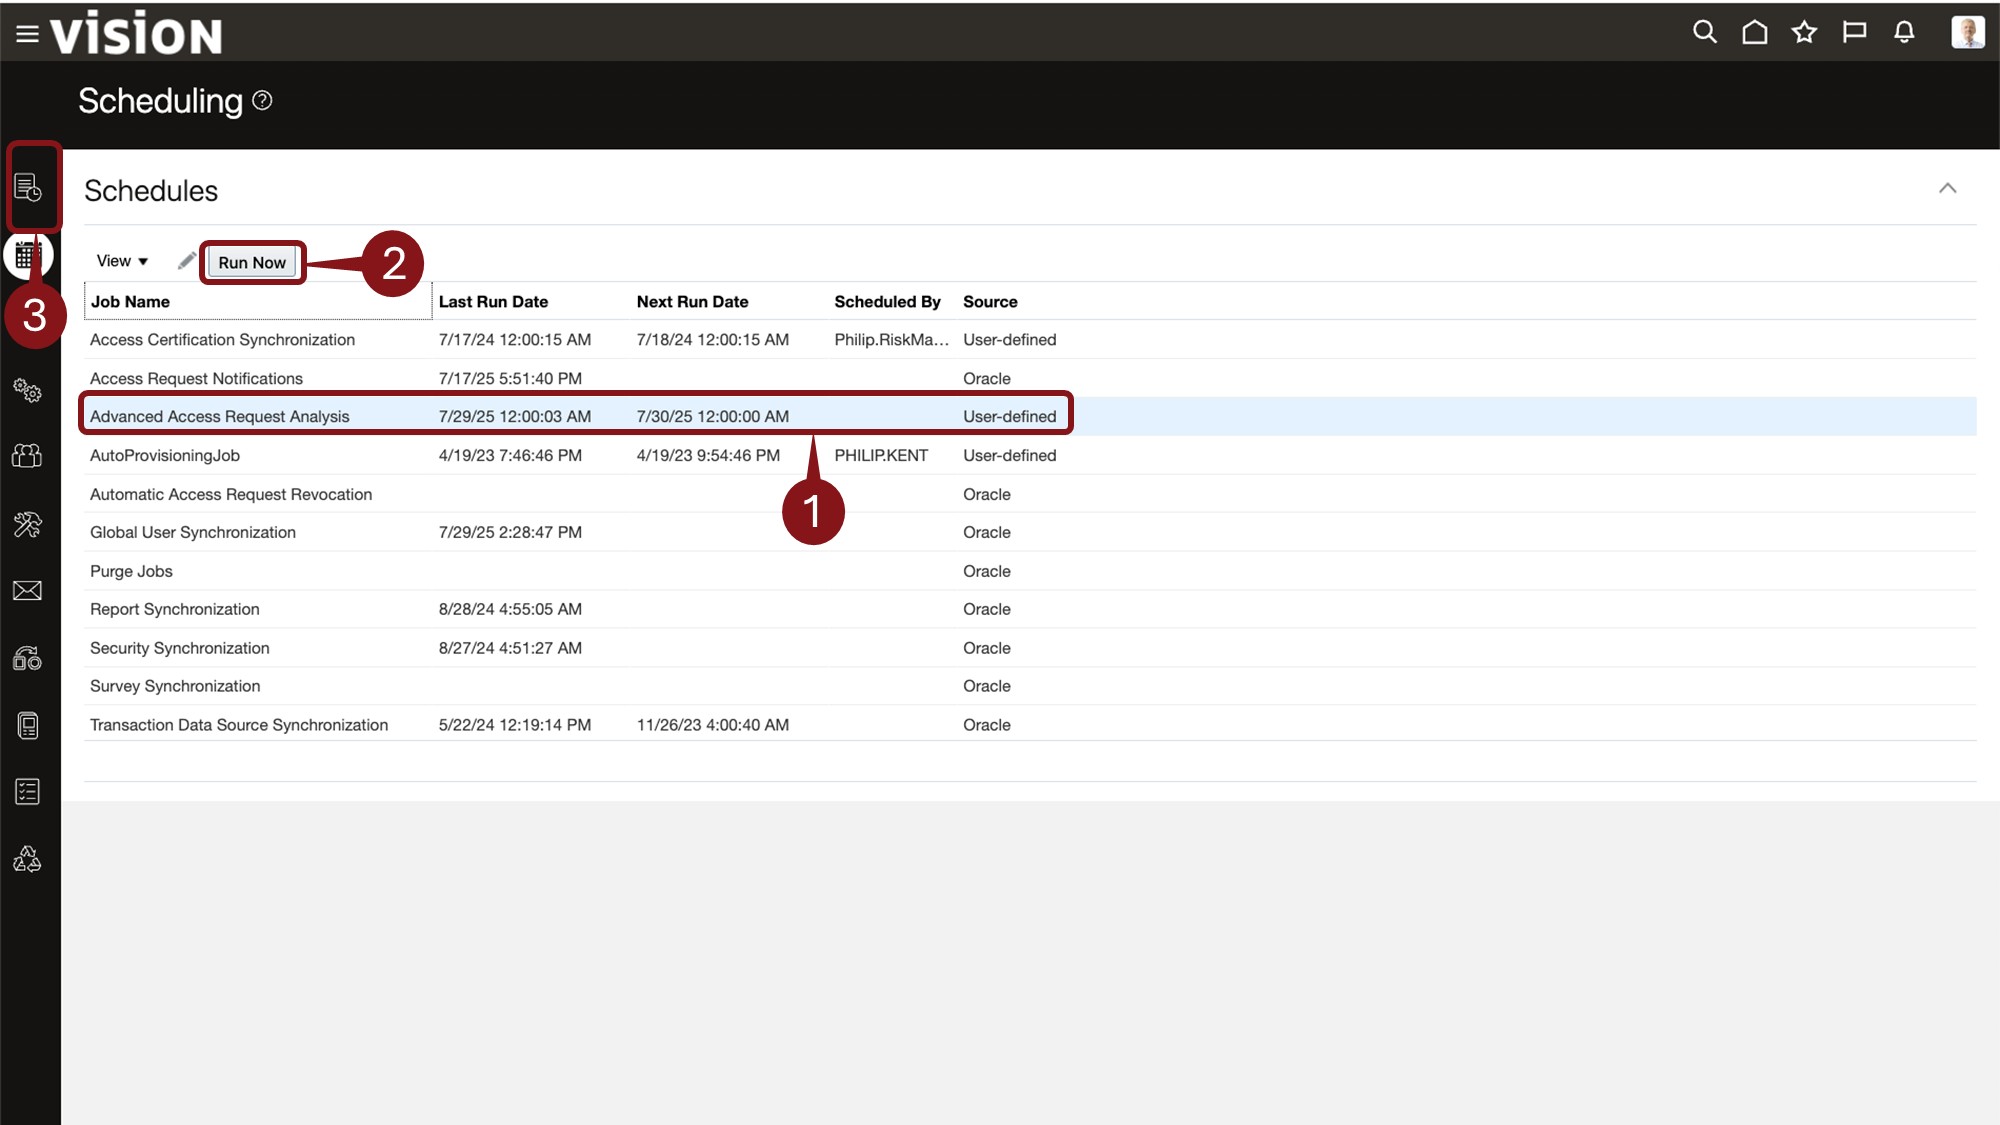 vision
Scheduling ?
Schedules
View Run Now 2
3
Job Name Last Run Date Next Run Date Scheduled By Source
Access Certification Synchronization 7/17/24 12:00:15 AM 7/18/24 12:00:15 AM Philip.RiskMa... User-defined
Access Request Notifications 7/17/25 5:51:40 PM Oracle
Advanced Access Request Analysis 7/29/25 12:00:03 AM 7/30/25 12:00:00 AM User-defined
AutoProvisioningJob 4/19/23 7:46:46 PM 4/19/23 9:54:46 PM PHILIP.KENT User-defined
1
Automatic Access Request Revocation Oracle
Global User Synchronization 7/29/25 2:28:47 PM Oracle
Purge Jobs Oracle
Report Synchronization 8/28/24 4:55:05 AM Oracle
Security Synchronization 8/27/24 4:51:27 AM Oracle
Survey Synchronization Oracle
Transaction Data Source Synchronization 5/22/24 12:19:14 PM 11/26/23 4:00:40 AM Oracle